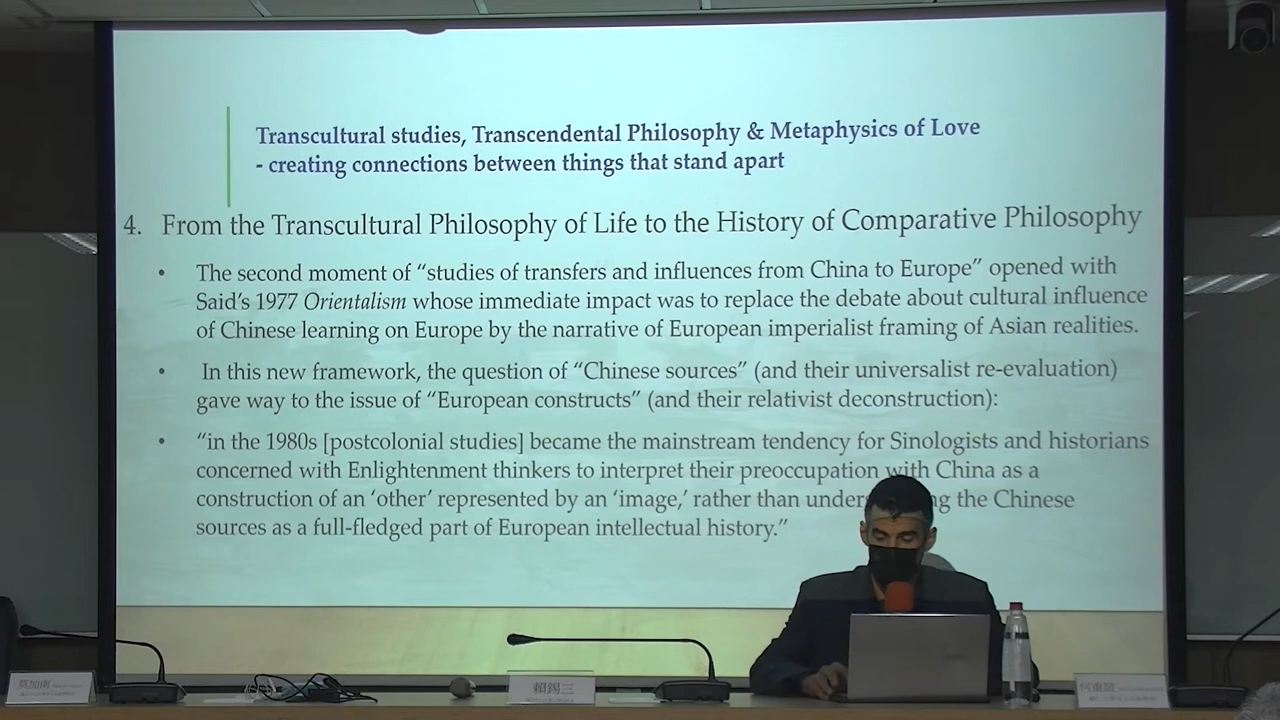 Transcultural studies, Transcendental Philosophy & Metaphysics of Love
- creating connections between things that stand apart
4. From the Transcultural Philosophy of Life to the History of Comparative Philosophy
• The second moment of “studies of transfers and influences from China to Europe” opened with
Said’s 1977 Orientalism whose immediate impact was to replace the debate about cultural influence
of Chinese learning on Europe by the narrative of European imperialist framing of Asian realities.
• In this new framework, the question of “Chinese sources” (and their universalist re-evaluation)
gave way to the issue of “European constructs” (and their relativist deconstruction):
• “in the 1980s [postcolonial studies] became the mainstream tendency for Sinologists and historians
concerned with Enlightenment thinkers to interpret their preoccupation with China as a
construction of an ‘other’ represented by an ‘image,’ rather than under ng the Chinese
sources as a full-fledged part of European intellectual history.”
賴錫三